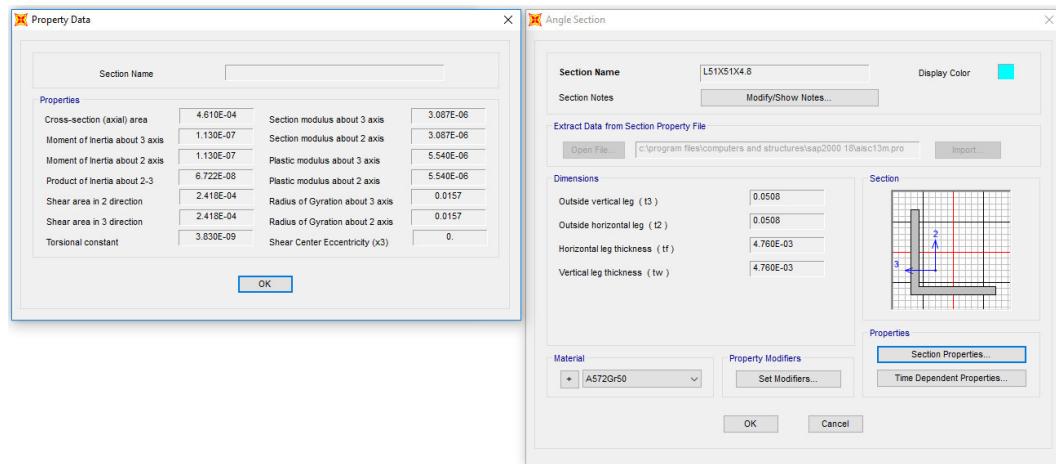 Property Data
Section Name
Properties
Cross-section (axial) area 4.610E-04 Section modulus about 3 axis 3.087E-06
Moment of Inertia about 3 axis 1.130E-07 Section modulus about 2 axis 3.087E-06
Moment of Inertia about 2 axis 1.130E-07 Plastic modulus about 3 axis 5.540E-06
Product of Inertia about 2-3 6.722E-08 Plastic modulus about 2 axis 5.540E-06
Shear area in 2 direction 2.418E-04 Radius of Gyration about 3 axis 0.0157
Shear area in 3 direction 2.418E-04 Radius of Gyration about 2 axis 0.0157
Torsional constant 3.830E-09 Shear Center Eccentricity (x3) 0.
OK
Angle Section
Section Name L51X51X4.8 Display Color
Section Notes Modify/Show Notes...
Extract Data from Section Property File
Open File... c:\program files\computers and structures\sap2000 18\aisc13m.pro Import...
Dimensions
Outside vertical leg ( t3 ) 0.0508
Outside horizontal leg ( t2 ) 0.0508
Horizontal leg thickness ( tf ) 4.760E-03
Vertical leg thickness ( tw ) 4.760E-03
Section
2
3
Properties
Section Properties...
Time Dependent Properties...
Material
+ A572Gr50
Property Modifiers
Set Modifiers...
OK Cancel